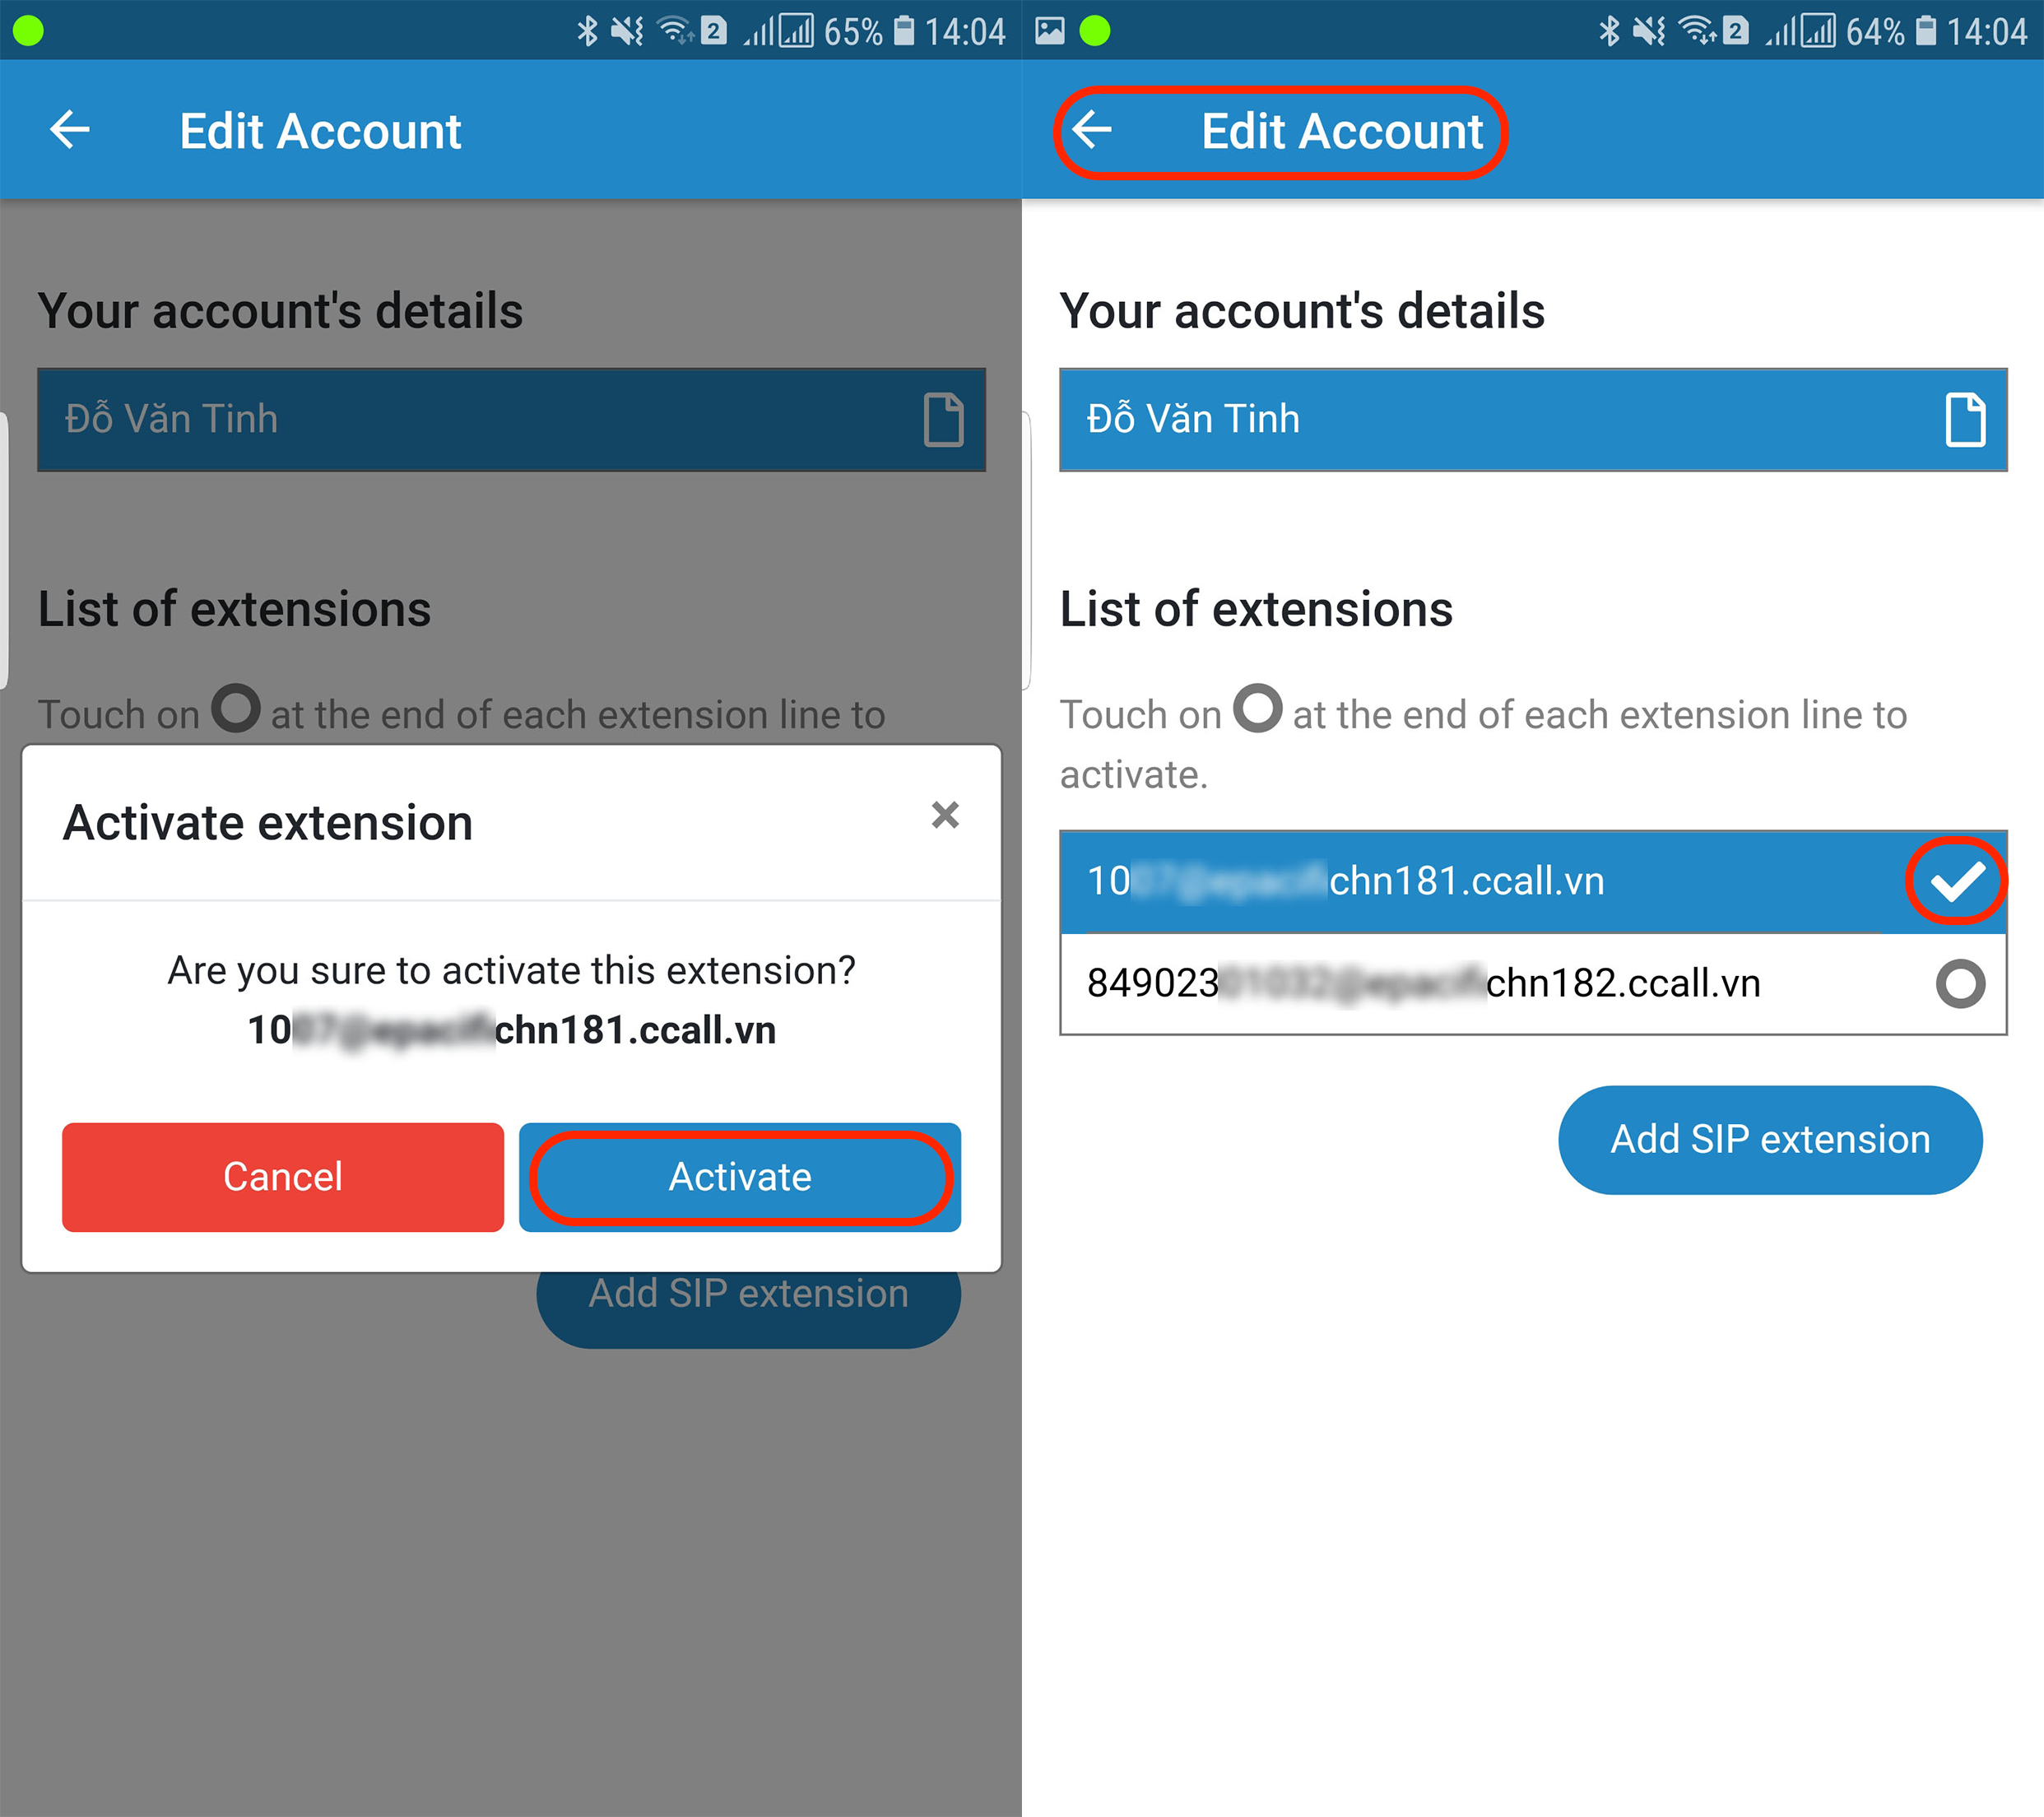 2 65% 14:04
Edit Account
Your account's details
Đỗ Văn Tinh
List of extensions
Touch on at the end of each extension line to
Activate extension
Are you sure to activate this extension?
10 chn181.ccall.vn
Cancel
Activate
Add SIP extension
2 64% 14:04
Edit Account
Your account's details
Đỗ Văn Tinh
List of extensions
Touch on at the end of each extension line to
activate.
10 chn181.ccall.vn
849023 chn182.ccall.vn
Add SIP extension